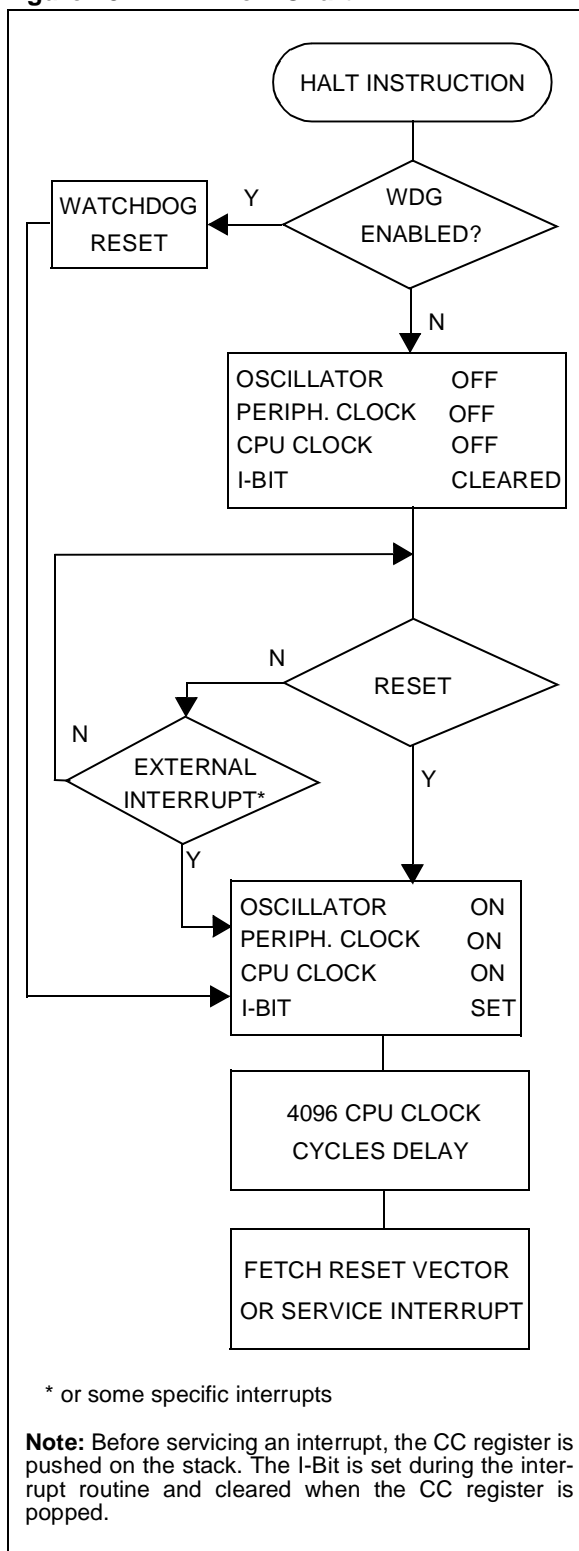 HALT INSTRUCTION
WATCHDOG
RESET
Y
WDG
ENABLED?
N
OSCILLATOR OFF
PERIPH. CLOCK OFF
CPU CLOCK OFF
I-BIT CLEARED
N
RESET
N
EXTERNAL
INTERRUPT*
Y
Y
OSCILLATOR ON
PERIPH. CLOCK ON
CPU CLOCK ON
I-BIT SET
4096 CPU CLOCK
CYCLES DELAY
FETCH RESET VECTOR
OR SERVICE INTERRUPT
* or some specific interrupts
Note: Before servicing an interrupt, the CC register is
pushed on the stack. The I-Bit is set during the inter-
rupt routine and cleared when the CC register is
popped.